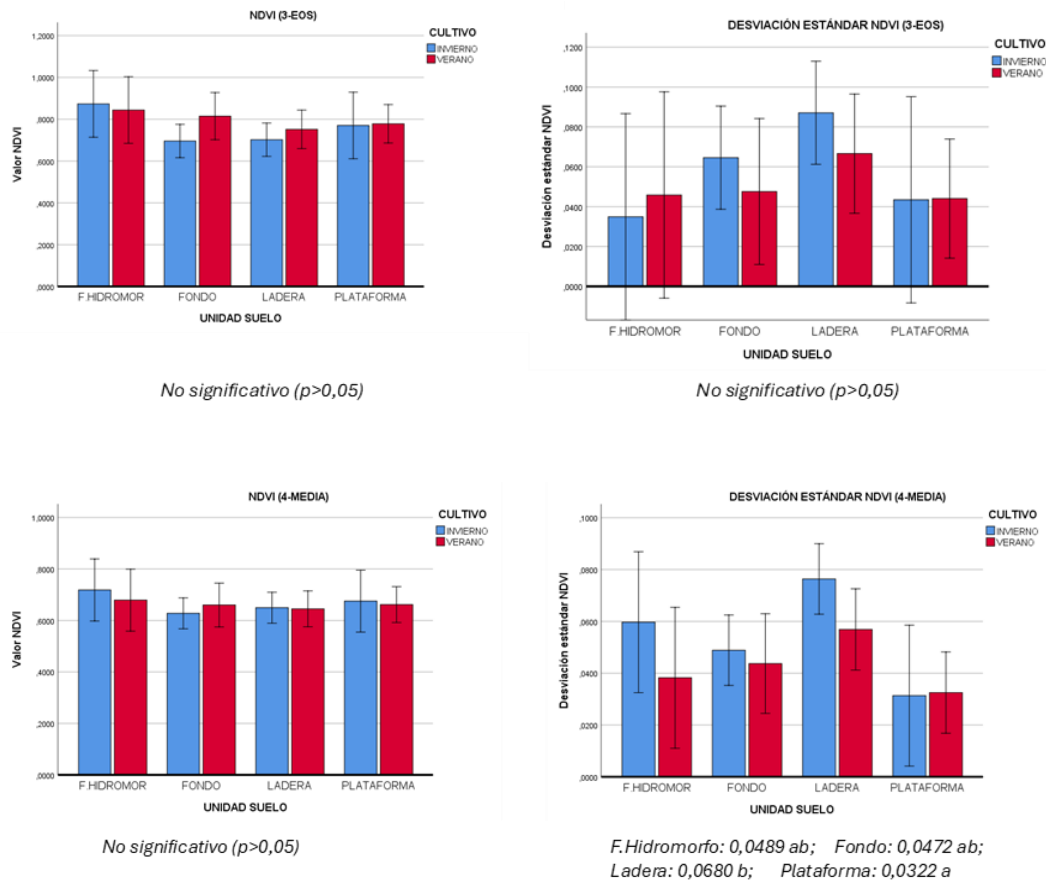 NDVI (3-EOS)
CULTIVO
INVIERNO
VERANO
Valor NDVI
1,2000
1,0000
,8000
,6000
,4000
,2000
,0000
F.HIDROMOR FONDO LADERA PLATAFORMA
UNIDAD SUELO
No significativo (p>0,05)
DESVIACIÓN ESTÁNDAR NDVI (3-EOS)
CULTIVO
INVIERNO
VERANO
Desviación estándar NDVI
,1200
,1000
,0800
,0600
,0400
,0200
,0000
F.HIDROMOR FONDO LADERA PLATAFORMA
UNIDAD SUELO
No significativo (p>0,05)
NDVI (4-MEDIA)
CULTIVO
INVIERNO
VERANO
Valor NDVI
1,0000
,8000
,6000
,4000
,2000
,0000
F.HIDROMOR FONDO LADERA PLATAFORMA
UNIDAD SUELO
No significativo (p>0,05)
DESVIACIÓN ESTÁNDAR NDVI (4-MEDIA)
CULTIVO
INVIERNO
VERANO
Desviación estándar NDVI
,1000
,0800
,0600
,0400
,0200
,0000
F.HIDROMOR FONDO LADERA PLATAFORMA
UNIDAD SUELO
F.Hidromorfo: 0,0489 ab; Fondo: 0,0472 ab;
Ladera: 0,0680 b; Plataforma: 0,0322 a